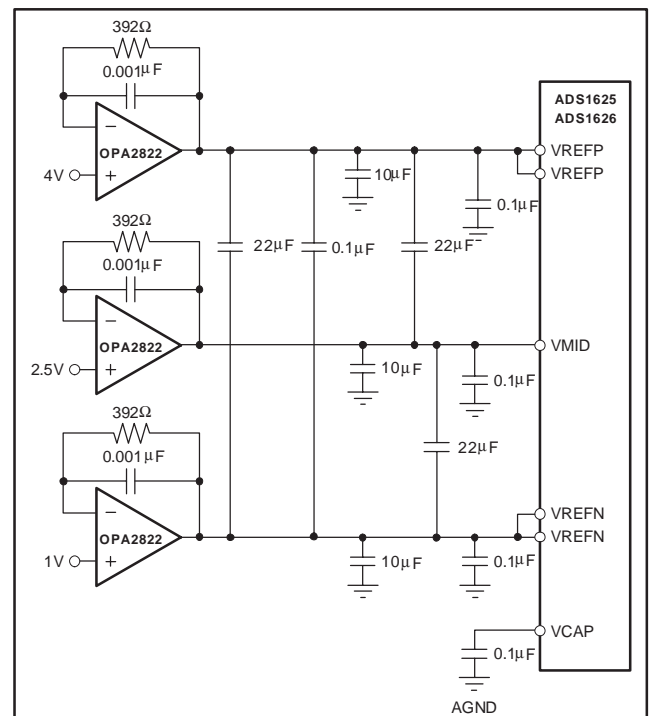 392Ω
0.001μF
OPA2822
4V
ADS1625
ADS1626
VREFP
VREFP
10μF
0.1μF
22μF
0.1μF
22μF
392Ω
0.001μF
OPA2822
2.5V
VMID
10μF
0.1μF
22μF
392Ω
0.001μF
OPA2822
1V
VREFN
VREFN
10μF
0.1μF
VCAP
0.1μF
AGND